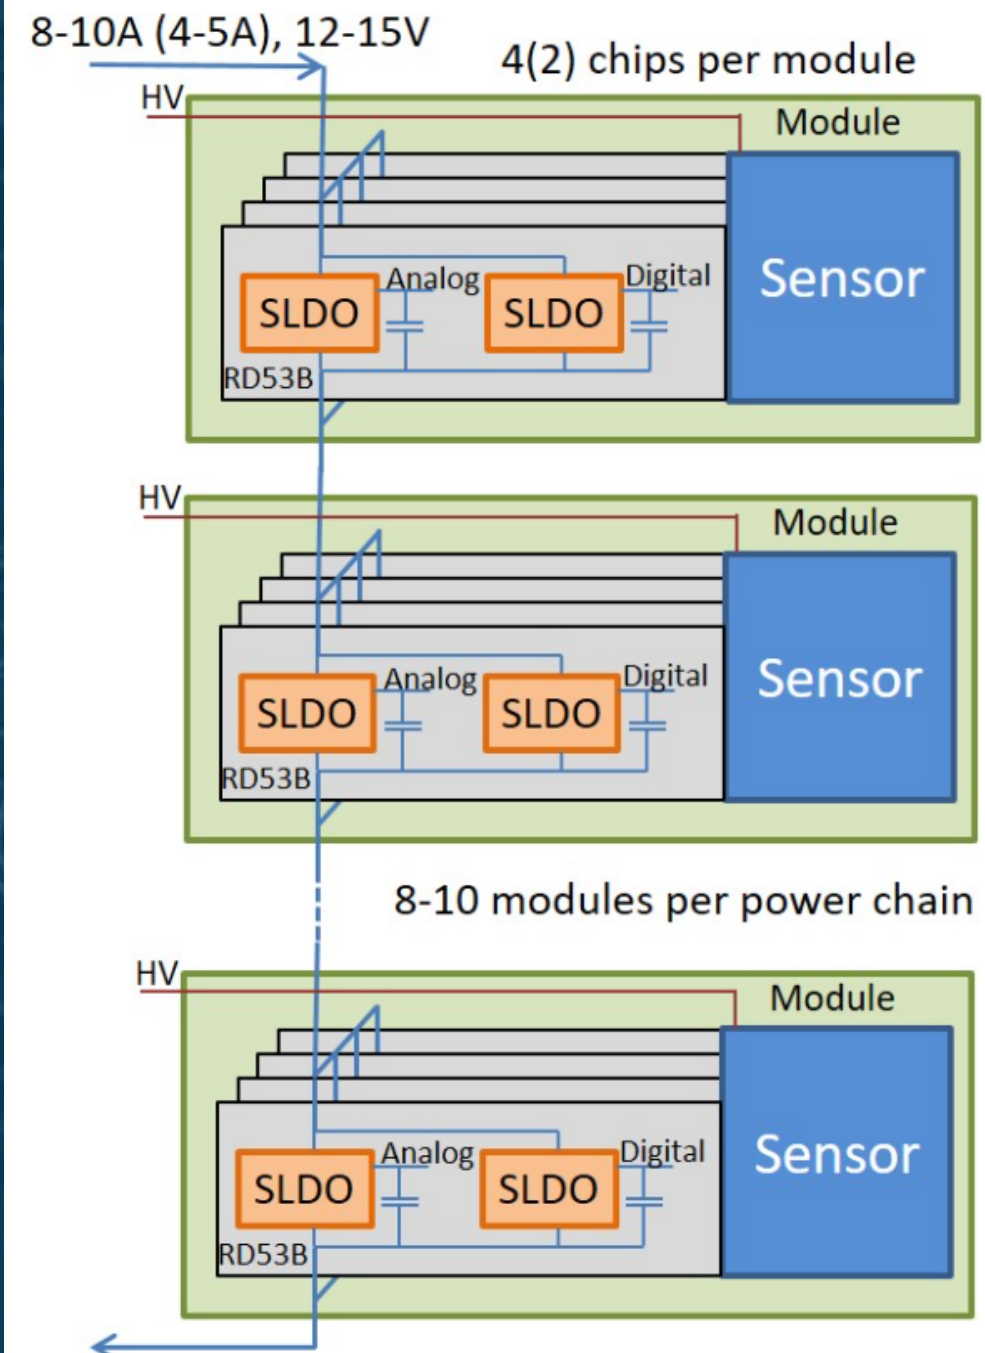 8-10A (4-5A), 12-15V
4(2) chips per module
HV
Module
Analog
Digital
SLDO
SLDO
Sensor
RD53B
HV
Module
Analog
Digital
SLDO
SLDO
Sensor
RD53B
8-10 modules per power chain
HV
Module
Analog
Digital
SLDO
SLDO
Sensor
RD53B